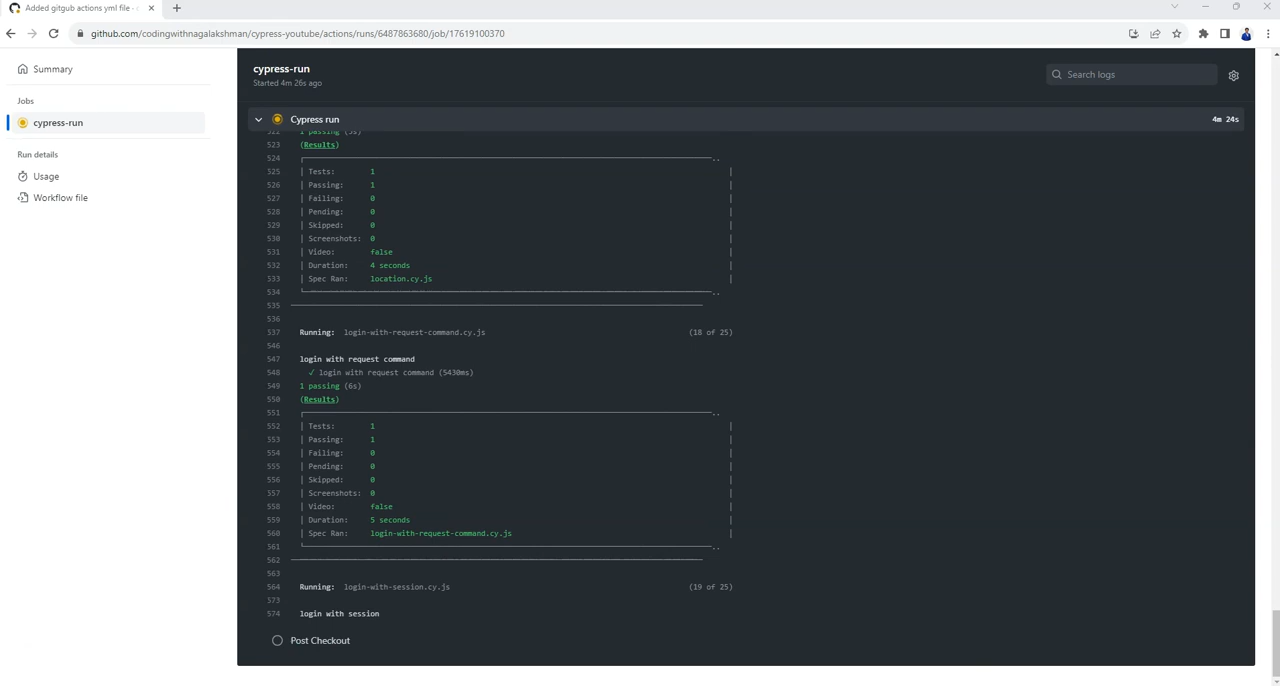 Added gitgub actions yml file · c
github.com/codingwithnagalakshman/cypress-youtube/actions/runs/6487863680/job/17619100370
Summary
Jobs
cypress-run
Run details
Usage
Workflow file
cypress-run
Started 4m 26s ago
Search logs
Cypress run
4m 24s
522 1 passing (5s)
523 (Results)
524
525 | Tests: 1 |
526 | Passing: 1 |
527 | Failing: 0 |
528 | Pending: 0 |
529 | Skipped: 0 |
530 | Screenshots: 0 |
531 | Video: false |
532 | Duration: 4 seconds |
533 | Spec Ran: location.cy.js |
534
535
536
537 Running: login-with-request-command.cy.js (18 of 25)
546
547 login with request command
548 ✓ login with request command (5430ms)
549 1 passing (6s)
550 (Results)
551
552 | Tests: 1 |
553 | Passing: 1 |
554 | Failing: 0 |
555 | Pending: 0 |
556 | Skipped: 0 |
557 | Screenshots: 0 |
558 | Video: false |
559 | Duration: 5 seconds |
560 | Spec Ran: login-with-request-command.cy.js |
561
562
563
564 Running: login-with-session.cy.js (19 of 25)
573
574 login with session
Post Checkout